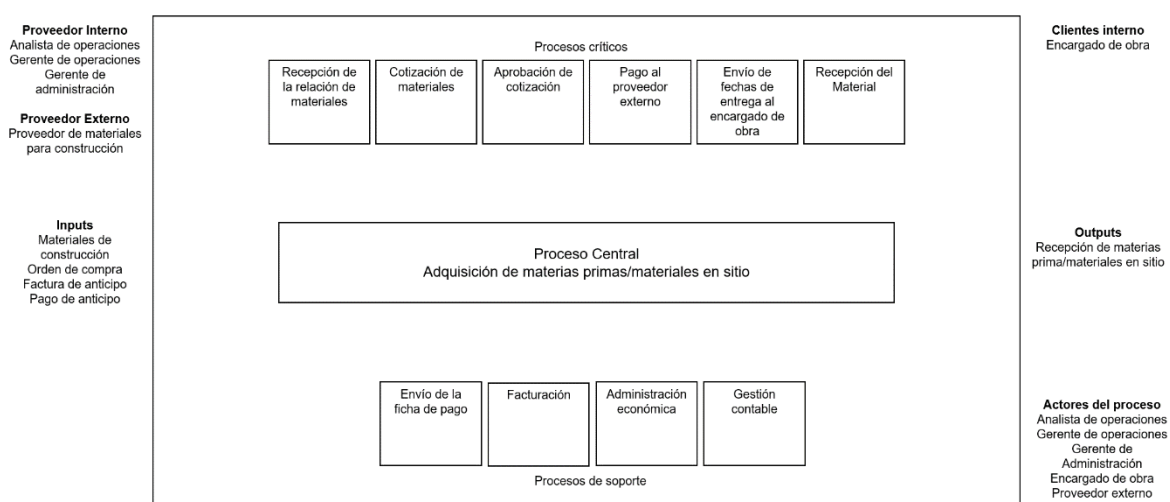 Proveedor Interno
Analista de operaciones
Gerente de operaciones
Gerente de
administración
Proveedor Externo
Proveedor de materiales
para construcción
Inputs
Materiales de
construcción
Orden de compra
Factura de anticipo
Pago de anticipo
Procesos críticos
Recepción de
la relación de
materiales
Cotización de
materiales
Aprobación de
cotización
Pago al
proveedor
externo
Envío de
fechas de
entrega al
encargado de
obra
Recepción del
Material
Proceso Central
Adquisición de materias primas/materiales en sitio
Envío de la
ficha de pago
Facturación
Administración
económica
Gestión
contable
Procesos de soporte
Clientes interno
Encargado de obra
Outputs
Recepción de materias
prima/materiales en sitio
Actores del proceso
Analista de operaciones
Gerente de operaciones
Gerente de
Administración
Encargado de obra
Proveedor externo